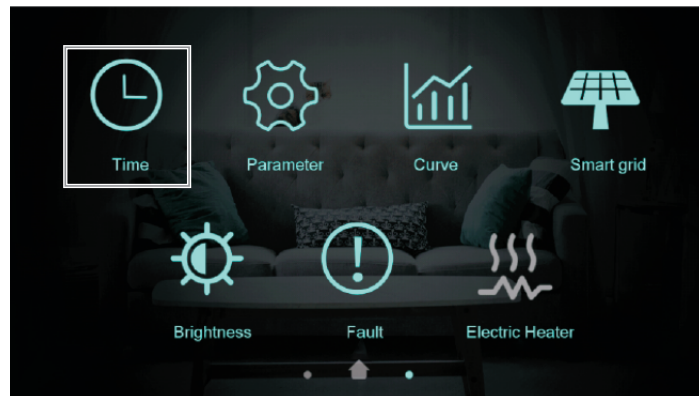 Time
Parameter
Curve
Smart grid
Brightness
Fault
Electric Heater